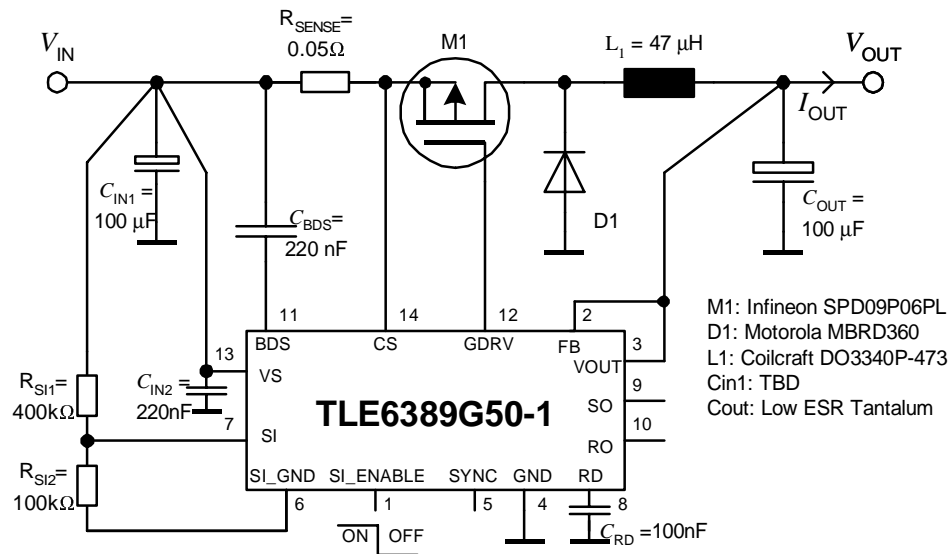 R_SENSE=
0.05Ω
M1
L₁ = 47 μH
V_IN
V_OUT
I_OUT
C_IN1 =
100 μF
C_BDS=
220 nF
D1
C_OUT =
100 μF
11
14
12
2
BDS
CS
GDRV
FB
13
VS
3
VOUT
M1: Infineon SPD09P06PL
D1: Motorola MBRD360
L1: Coilcraft DO3340P-473
Cin1: TBD
Cout: Low ESR Tantalum
R_SI1=
400kΩ
C_IN2=
220nF
TLE6389G50-1
9
SO
7
SI
10
RO
R_SI2=
100kΩ
SI_GND
SI_ENABLE
SYNC
GND
RD
6
1
5
4
8
ON
OFF
C_RD =100nF